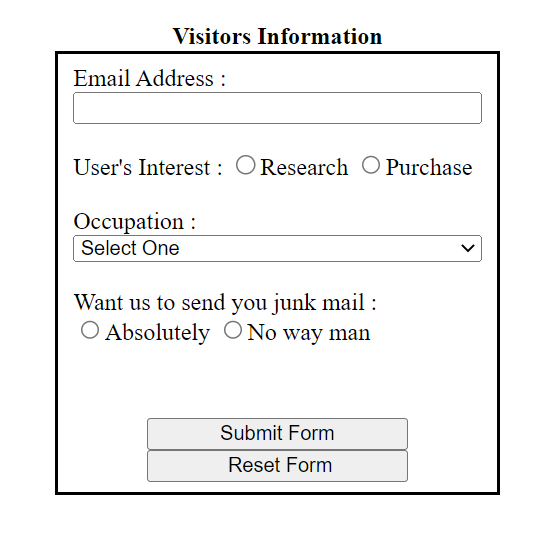 Visitors Information
Email Address :
User's Interest : Research Purchase
Occupation :
Select One
Want us to send you junk mail :
Absolutely No way man
Submit Form
Reset Form